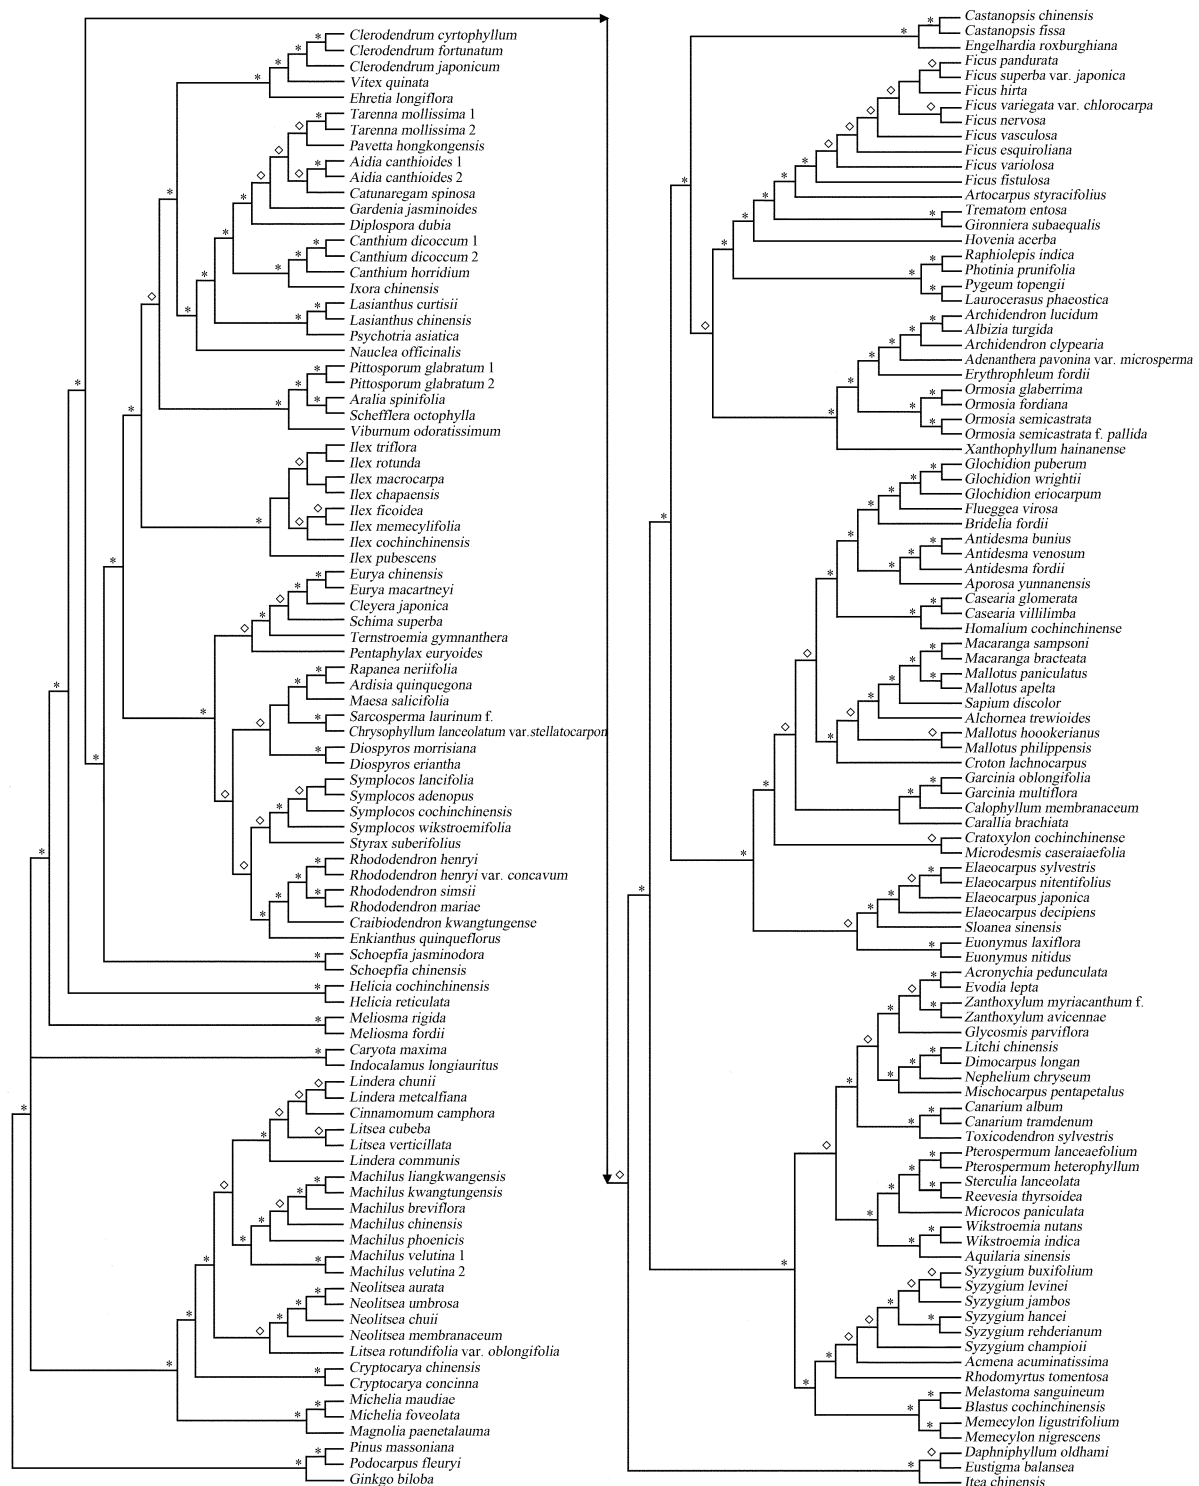 Clerodendrum cyrtophyllum
Clerodendrum fortunatum
Clerodendrum japonicum
Vitex quinata
Ehretia longiflora
Tarenna mollissima 1
Tarenna mollissima 2
Pavetta hongkongensis
Aidia canthioides 1
Aidia canthioides 2
Catunaregam spinosa
Gardenia jasminoides
Diplospora dubia
Canthium dicoccum 1
Canthium dicoccum 2
Canthium horridium
Ixora chinensis
Lasianthus curtisii
Lasianthus chinensis
Psychotria asiatica
Nauclea officinalis
Pittosporum glabratum 1
Pittosporum glabratum 2
Aralia spinifolia
Schefflera octophylla
Viburnum odoratissimum
Ilex triflora
Ilex rotunda
Ilex macrocarpa
Ilex chapaensis
Ilex ficoidea
Ilex memecylifolia
Ilex cochinchinensis
Ilex pubescens
Eurya chinensis
Eurya macartneyi
Cleyera japonica
Schima superba
Ternstroemia gymnanthera
Pentaphylax euryoides
Rapanea neriifolia
Ardisia quinquegona
Maesa salicifolia
Sarcosperma laurinum f.
Chrysophyllum lanceolatum var.stellatocarpon
Diospyros morrisiana
Diospyros eriantha
Symplocos lancifolia
Symplocos adenopus
Symplocos cochinchinensis
Symplocos wikstroemifolia
Styrax suberifolius
Rhododendron henryi
Rhododendron henryi var. concavum
Rhododendron simsii
Rhododendron mariae
Craibiodendron kwangtungense
Enkianthus quinqueflorus
Schoepfia jasminodora
Schoepfia chinensis
Helicia cochinchinensis
Helicia reticulata
Meliosma rigida
Meliosma fordii
Caryota maxima
Indocalamus longiauritus
Lindera chunii
Lindera metcalfiana
Cinnamomum camphora
Litsea cubeba
Litsea verticillata
Lindera communis
Machilus liangkwangensis
Machilus kwangtungensis
Machilus breviflora
Machilus chinensis
Machilus phoenicis
Machilus velutina 1
Machilus velutina 2
Neolitsea aurata
Neolitsea umbrosa
Neolitsea chuii
Neolitsea membranaceum
Litsea rotundifolia var. oblongifolia
Cryptocarya chinensis
Cryptocarya concinna
Michelia maudiae
Michelia foveolata
Magnolia paenetalauma
Pinus massoniana
Podocarpus fleuryi
Ginkgo biloba
Castanopsis chinensis
Castanopsis fissa
Engelhardia roxburghiana
Ficus pandurata
Ficus superba var. japonica
Ficus hirta
Ficus variegata var. chlorocarpa
Ficus nervosa
Ficus vasculosa
Ficus esquiroliana
Ficus variolosa
Ficus fistulosa
Artocarpus styracifolius
Trematom entosa
Gironniera subaequalis
Hovenia acerba
Raphiolepis indica
Photinia prunifolia
Pygeum topengii
Laurocerasus phaeostica
Archidendron lucidum
Albizia turgida
Archidendron clypearia
Adenanthera pavonina var. microsperma
Erythrophleum fordii
Ormosia glaberrima
Ormosia fordiana
Ormosia semicastrata
Ormosia semicastrata f. pallida
Xanthophyllum hainanense
Glochidion puberum
Glochidion wrightii
Glochidion eriocarpum
Flueggea virosa
Bridelia fordii
Antidesma bunius
Antidesma venosum
Antidesma fordii
Aporosa yunnanensis
Casearia glomerata
Casearia villilimba
Homalium cochinchinense
Macaranga sampsoni
Macaranga bracteata
Mallotus paniculatus
Mallotus apelta
Sapium discolor
Alchornea trewioides
Mallotus hoookerianus
Mallotus philippensis
Croton lachnocarpus
Garcinia oblongifolia
Garcinia multiflora
Calophyllum membranaceum
Carallia brachiata
Cratoxylon cochinchinense
Microdesmis caseraiaefolia
Elaeocarpus sylvestris
Elaeocarpus nitentifolius
Elaeocarpus japonica
Elaeocarpus decipiens
Sloanea sinensis
Euonymus laxiflora
Euonymus nitidus
Acronychia pedunculata
Evodia lepta
Zanthoxylum myriacanthum f.
Zanthoxylum avicennae
Glycosmis parviflora
Litchi chinensis
Dimocarpus longan
Nephelium chryseum
Mischocarpus pentapetalus
Canarium album
Canarium tramdenum
Toxicodendron sylvestris
Pterospermum lanceaefolium
Pterospermum heterophyllum
Sterculia lanceolata
Reevesia thyrsoidea
Microcos paniculata
Wikstroemia nutans
Wikstroemia indica
Aquilaria sinensis
Syzygium buxifolium
Syzygium levinei
Syzygium jambos
Syzygium hancei
Syzygium rehderianum
Syzygium champioii
Acmena acuminatissima
Rhodomyrtus tomentosa
Melastoma sanguineum
Blastus cochinchinensis
Memecylon ligustrifolium
Memecylon nigrescens
Daphniphyllum oldhami
Eustigma balansea
Itea chinensis